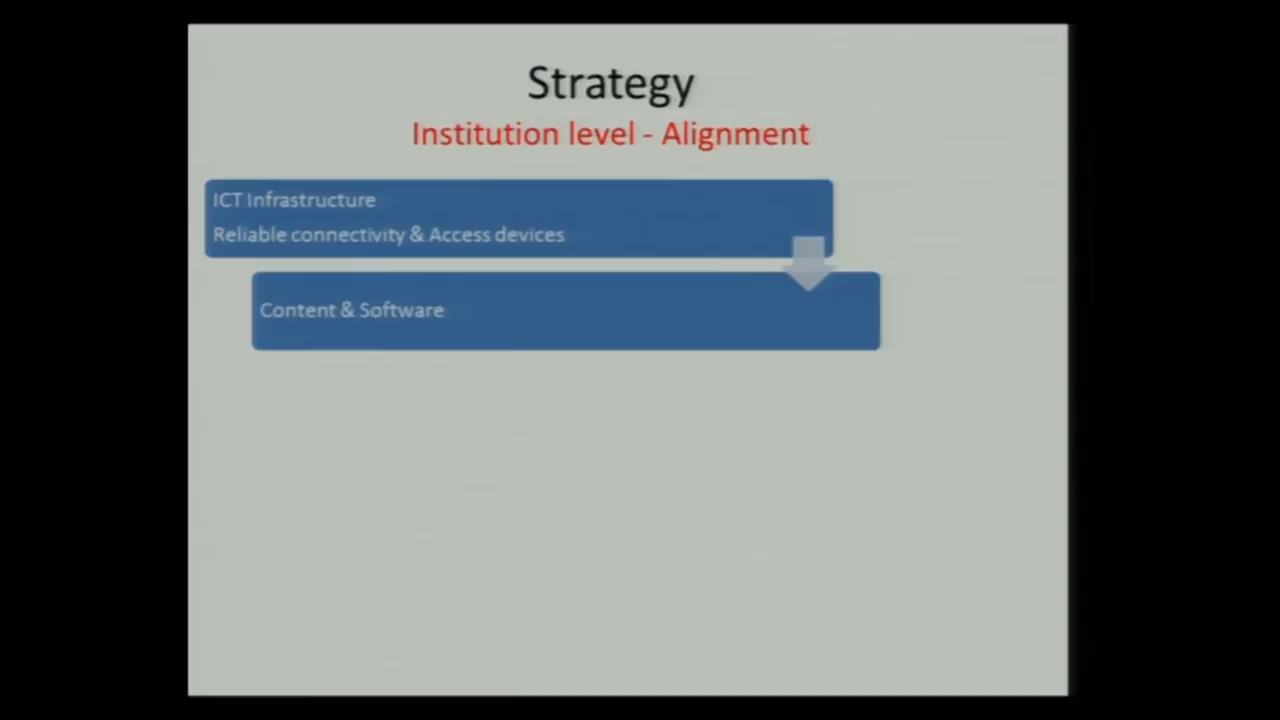 Strategy
Institution level - Alignment
ICT Infrastructure
Reliable connectivity & Access devices
Content & Software